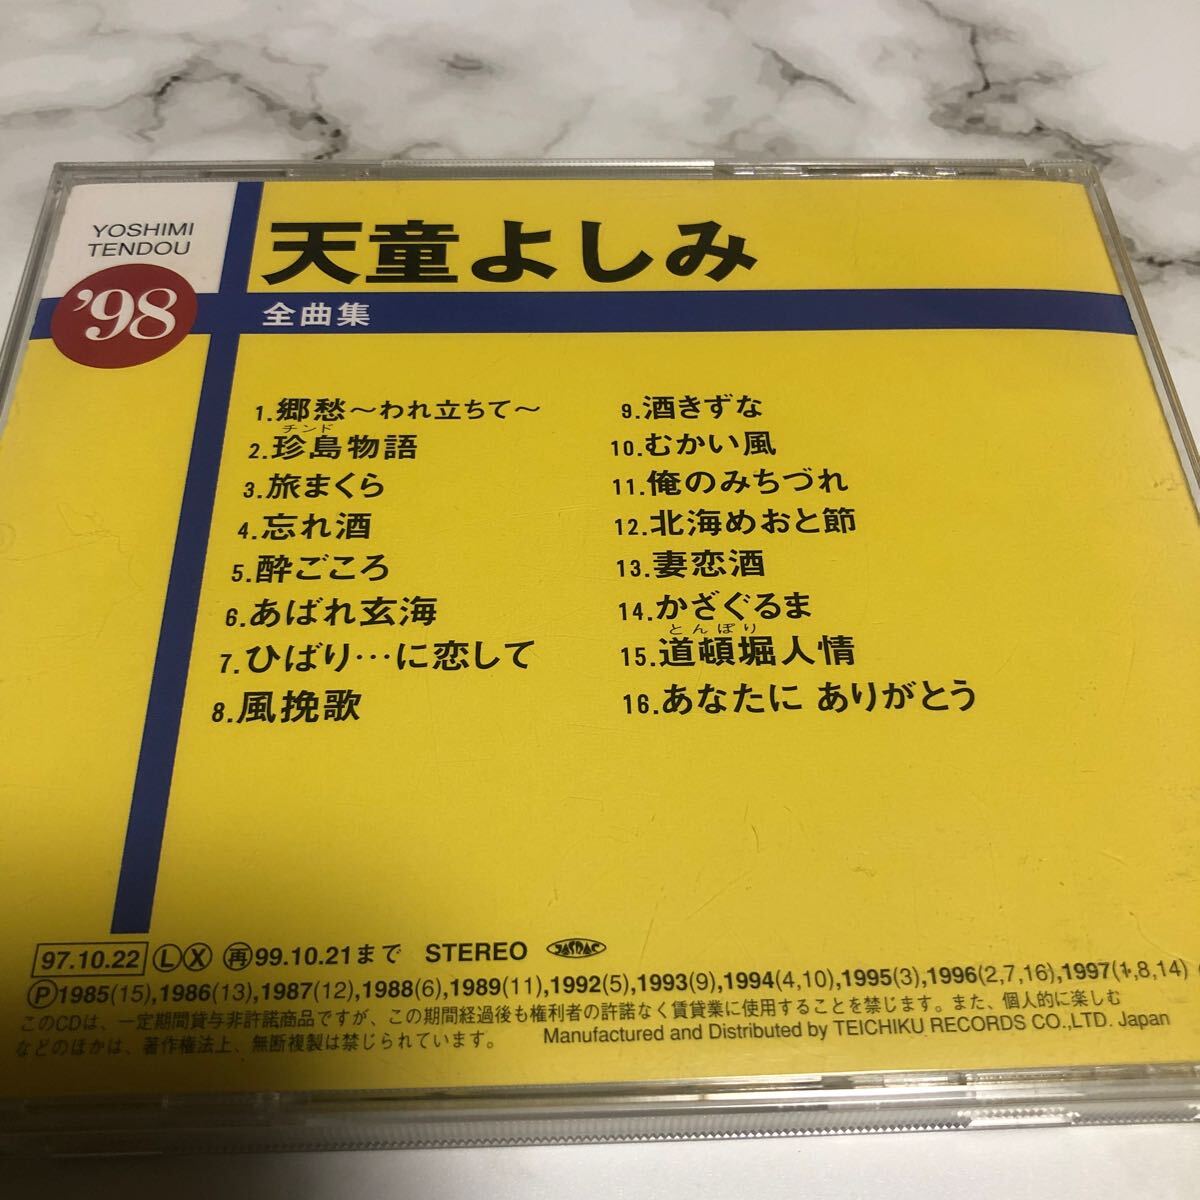 YOSHIMI
TENDOU
'98
天童よしみ
全曲集
1.郷愁～われ立ちて～
チンド
2.珍島物語
3.旅まくら
4.忘れ酒
5.酔ごころ
6.あばれ玄海
7.ひばり…に恋して
8.風挽歌
9.酒きずな
10.むかい風
11.俺のみちづれ
12.北海めおと節
13.妻恋酒
14.かざぐるま
とんぼり
15.道頓堀人情
16.あなたに ありがとう
97.10.22 Ⓛ Ⓧ ㊢99.10.21まで STEREO JASRAC
Ⓟ1985(15),1986(13),1987(12),1988(6),1989(11),1992(5),1993(9),1994(4,10),1995(3),1996(2,7,16),1997(1,8,14)
このCDは、一定期間貸与非許諾商品ですが、この期間経過後も権利者の許諾なく賃貸業に使用することを禁じます。また、個人的に楽しむ
などのほかは、著作権法上、無断複製は禁じられています。 Manufactured and Distributed by TEICHIKU RECORDS CO.,LTD. Japan